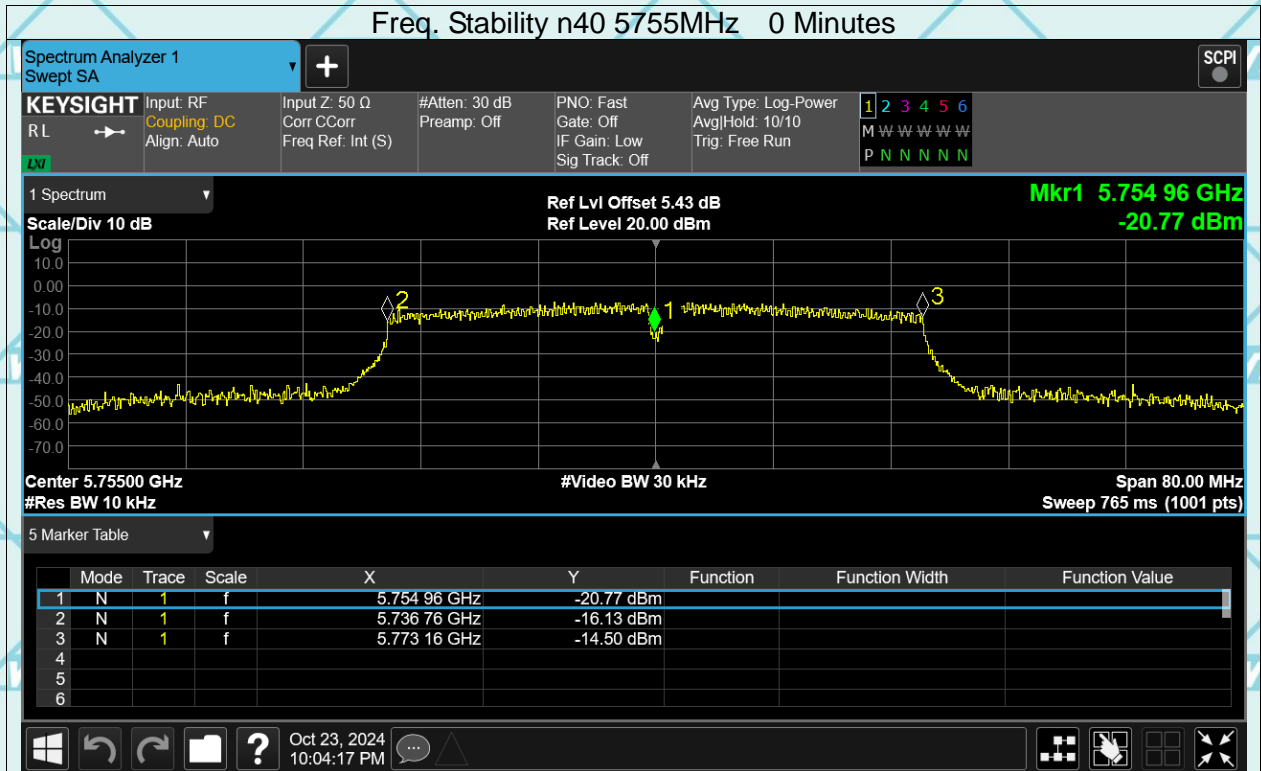 Freq. Stability n40 5755MHz 0 Minutes
Spectrum Analyzer 1
Swept SA
SCPI
KEYSIGHT
R L
LXI
Input: RF
Coupling: DC
Align: Auto
Input Z: 50 Ω
Corr CCorr
Freq Ref: Int (S)
#Atten: 30 dB
Preamp: Off
PNO: Fast
Gate: Off
IF Gain: Low
Sig Track: Off
Avg Type: Log-Power
Avg|Hold: 10/10
Trig: Free Run
1 2 3 4 5 6
M W W W W W
P N N N N N
1 Spectrum
Scale/Div 10 dB
Ref Lvl Offset 5.43 dB
Ref Level 20.00 dBm
Mkr1 5.754 96 GHz
-20.77 dBm
Log
10.0
0.00
-10.0
-20.0
-30.0
-40.0
-50.0
-60.0
-70.0
2
1
3
Center 5.75500 GHz
#Video BW 30 kHz
Span 80.00 MHz
#Res BW 10 kHz
Sweep 765 ms (1001 pts)
5 Marker Table
Mode Trace Scale X Y Function Function Width Function Value
1 N 1 f 5.754 96 GHz -20.77 dBm
2 N 1 f 5.736 76 GHz -16.13 dBm
3 N 1 f 5.773 16 GHz -14.50 dBm
4
5
6
?
Oct 23, 2024
10:04:17 PM